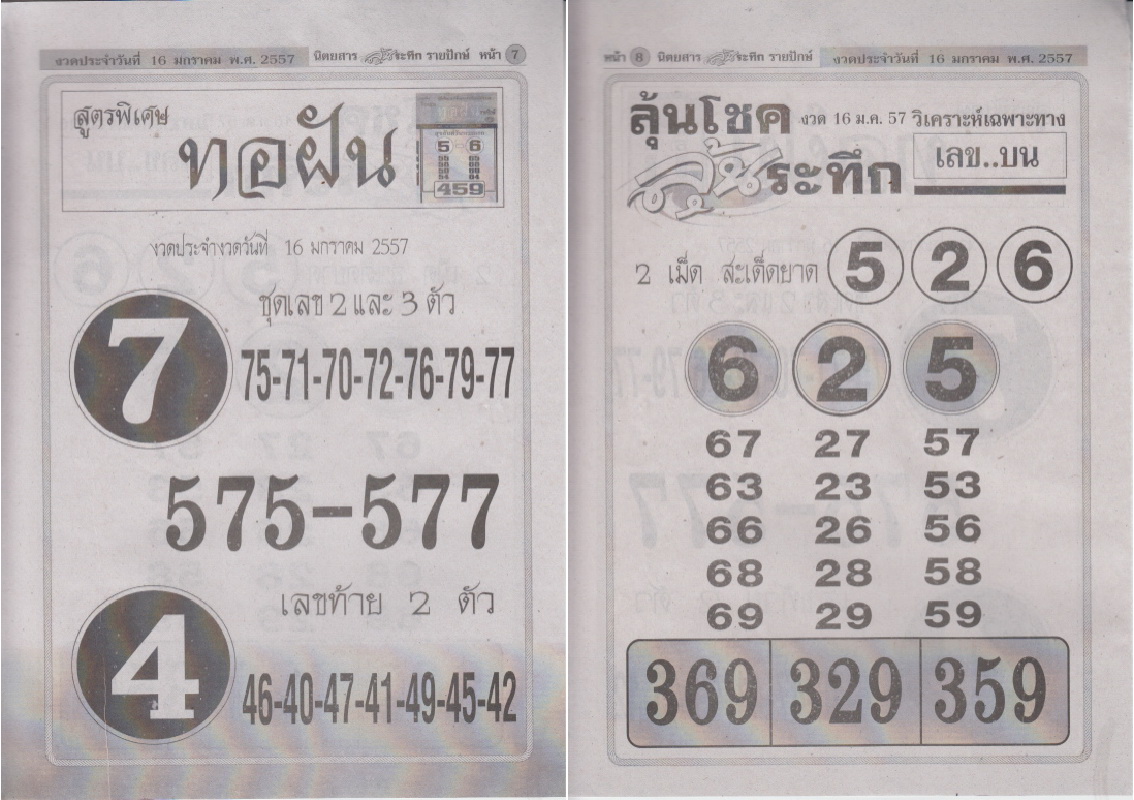 งวดประจำวันที่ 16 มกราคม พ.ศ. 2557 นิตยสาร ลุ้นระทึก รายปักษ์ หน้า 7
สูตรพิเศษ
ทอฝัน
5 6
459
งวดประจำงวดวันที่ 16 มกราคม 2557
ชุดเลข 2 และ 3 ตัว
7
75-71-70-72-76-79-77
575-577
เลขท้าย 2 ตัว
4
46-40-47-41-49-45-42
หน้า 8 นิตยสาร ลุ้นระทึก รายปักษ์ งวดประจำวันที่ 16 มกราคม พ.ศ. 2557
ลุ้นโชค งวด 16 ม.ค. 57 วิเคราะห์เฉพาะทาง
ลุ้นระทึก เลข..บน
2 เม็ด สะเด็ดยาด 5 2 6
6 2 5
67 27 57
63 23 53
66 26 56
68 28 58
69 29 59
369 329 359